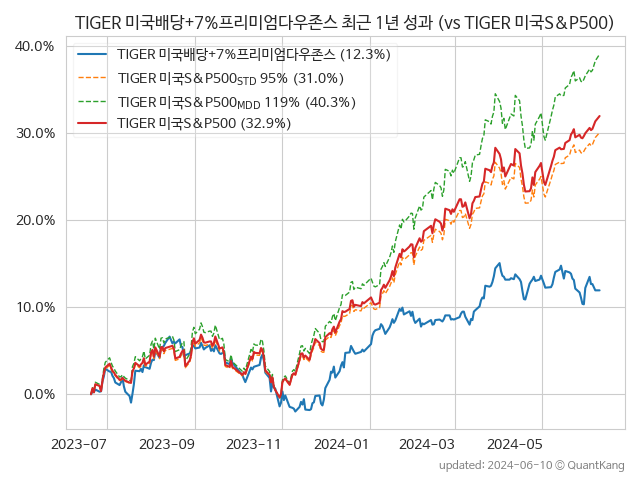 TIGER 미국배당+7%프리미엄다우존스 최근 1년 성과 (vs TIGER 미국S&P500)
40.0%
30.0%
20.0%
10.0%
0.0%
TIGER 미국배당+7%프리미엄다우존스 (12.3%)
TIGER 미국S&P500STD 95% (31.0%)
TIGER 미국S&P500MDD 119% (40.3%)
TIGER 미국S&P500 (32.9%)
2023-07 2023-09 2023-11 2024-01 2024-03 2024-05
updated: 2024-06-10 © QuantKang